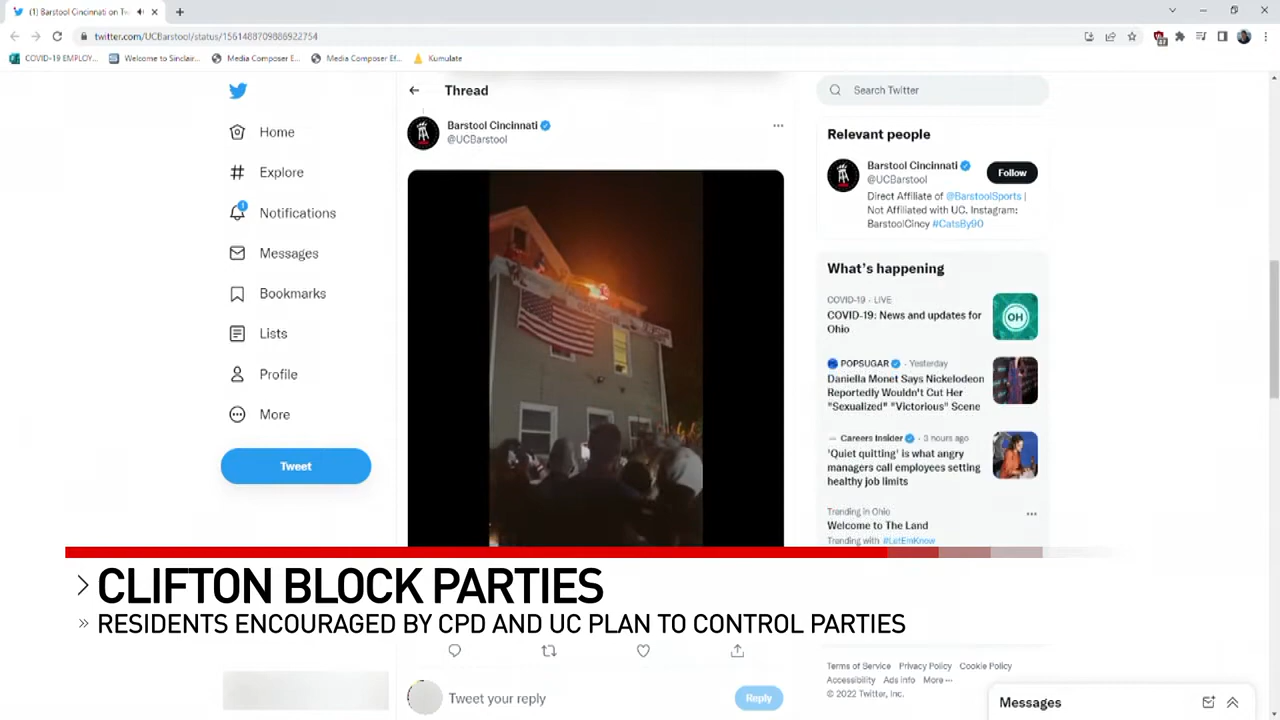 (1) Barstool Cincinnati on Tw
twitter.com/UCBarstool/status/1561488709886922754
COVID-19 EMPLOY...
Welcome to Sinclair...
Media Composer E...
Media Composer Ef...
Kumulate
Home
Explore
Notifications
1
Messages
Bookmarks
Lists
Profile
More
Tweet
Thread
Barstool Cincinnati
@UCBarstool
Tweet your reply
Reply
Search Twitter
Relevant people
Barstool Cincinnati
@UCBarstool
Follow
Direct Affiliate of @BarstoolSports |
Not Affiliated with UC. Instagram:
BarstoolCincy #CatsBy90
What's happening
COVID-19 · LIVE
COVID-19: News and updates for
Ohio
OH
POPSUGAR · Yesterday
Daniella Monet Says Nickelodeon
Reportedly Wouldn't Cut Her
"Sexualized" "Victorious" Scene
Careers Insider · 3 hours ago
'Quiet quitting' is what angry
managers call employees setting
healthy job limits
Trending in Ohio
Welcome to The Land
Trending with #LetEmKnow
CLIFTON BLOCK PARTIES
RESIDENTS ENCOURAGED BY CPD AND UC PLAN TO CONTROL PARTIES
Terms of Service Privacy Policy Cookie Policy
Accessibility Ads info More ...
© 2022 Twitter, Inc.
Messages